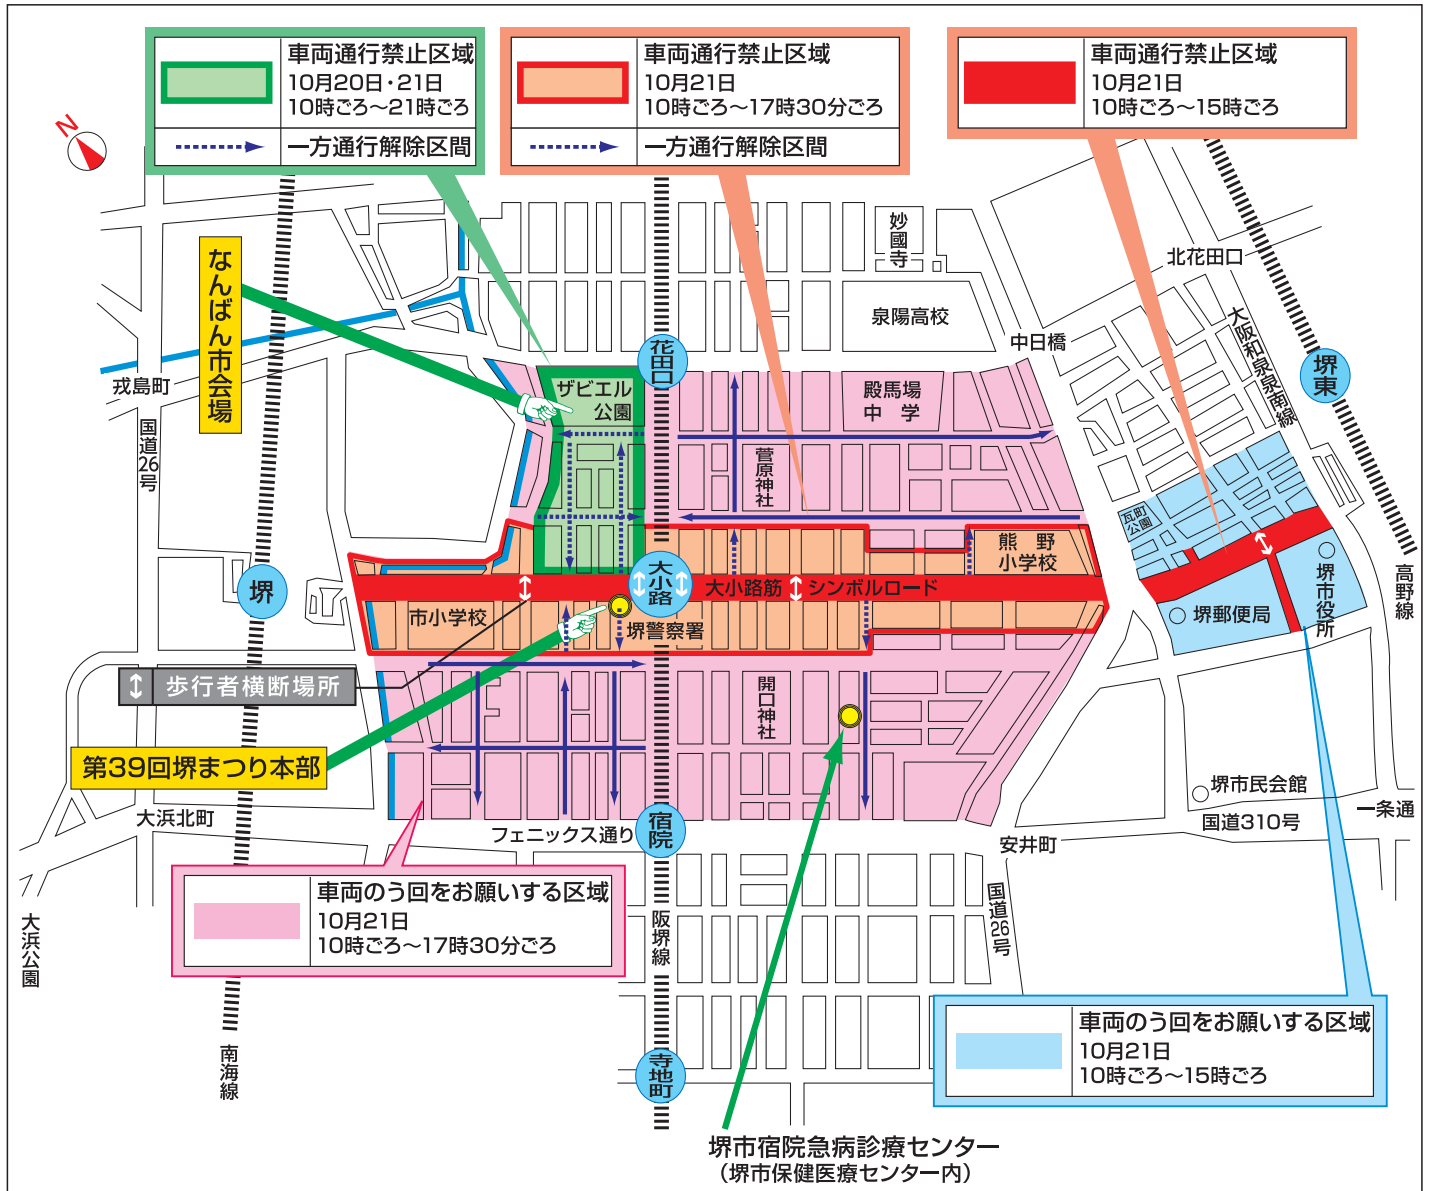 車両通行禁止区域
10月20日・21日
10時ごろ〜21時ごろ
一方通行解除区間
車両通行禁止区域
10月21日
10時ごろ〜17時30分ごろ
一方通行解除区間
車両通行禁止区域
10月21日
10時ごろ〜15時ごろ
N
なんばん市会場
妙國寺
北花田口
泉陽高校
中日橋
大阪和泉泉南線
花田口
堺東
戎島町
国道26号
ザビエル
公園
殿馬場
中学
菅原神社
瓦町
公園
熊野
小学校
堺
大小路
大小路筋
シンボルロード
高野線
市小学校
堺警察署
堺郵便局
堺市役所
歩行者横断場所
開口神社
第39回堺まつり本部
堺市民会館
大浜北町
フェニックス通り
宿院
国道310号
一条通
安井町
車両のう回をお願いする区域
10月21日
10時ごろ〜17時30分ごろ
大浜公園
阪堺線
国道26号
車両のう回をお願いする区域
10月21日
10時ごろ〜15時ごろ
南海線
寺地町
堺市宿院急病診療センター
（堺市保健医療センター内）